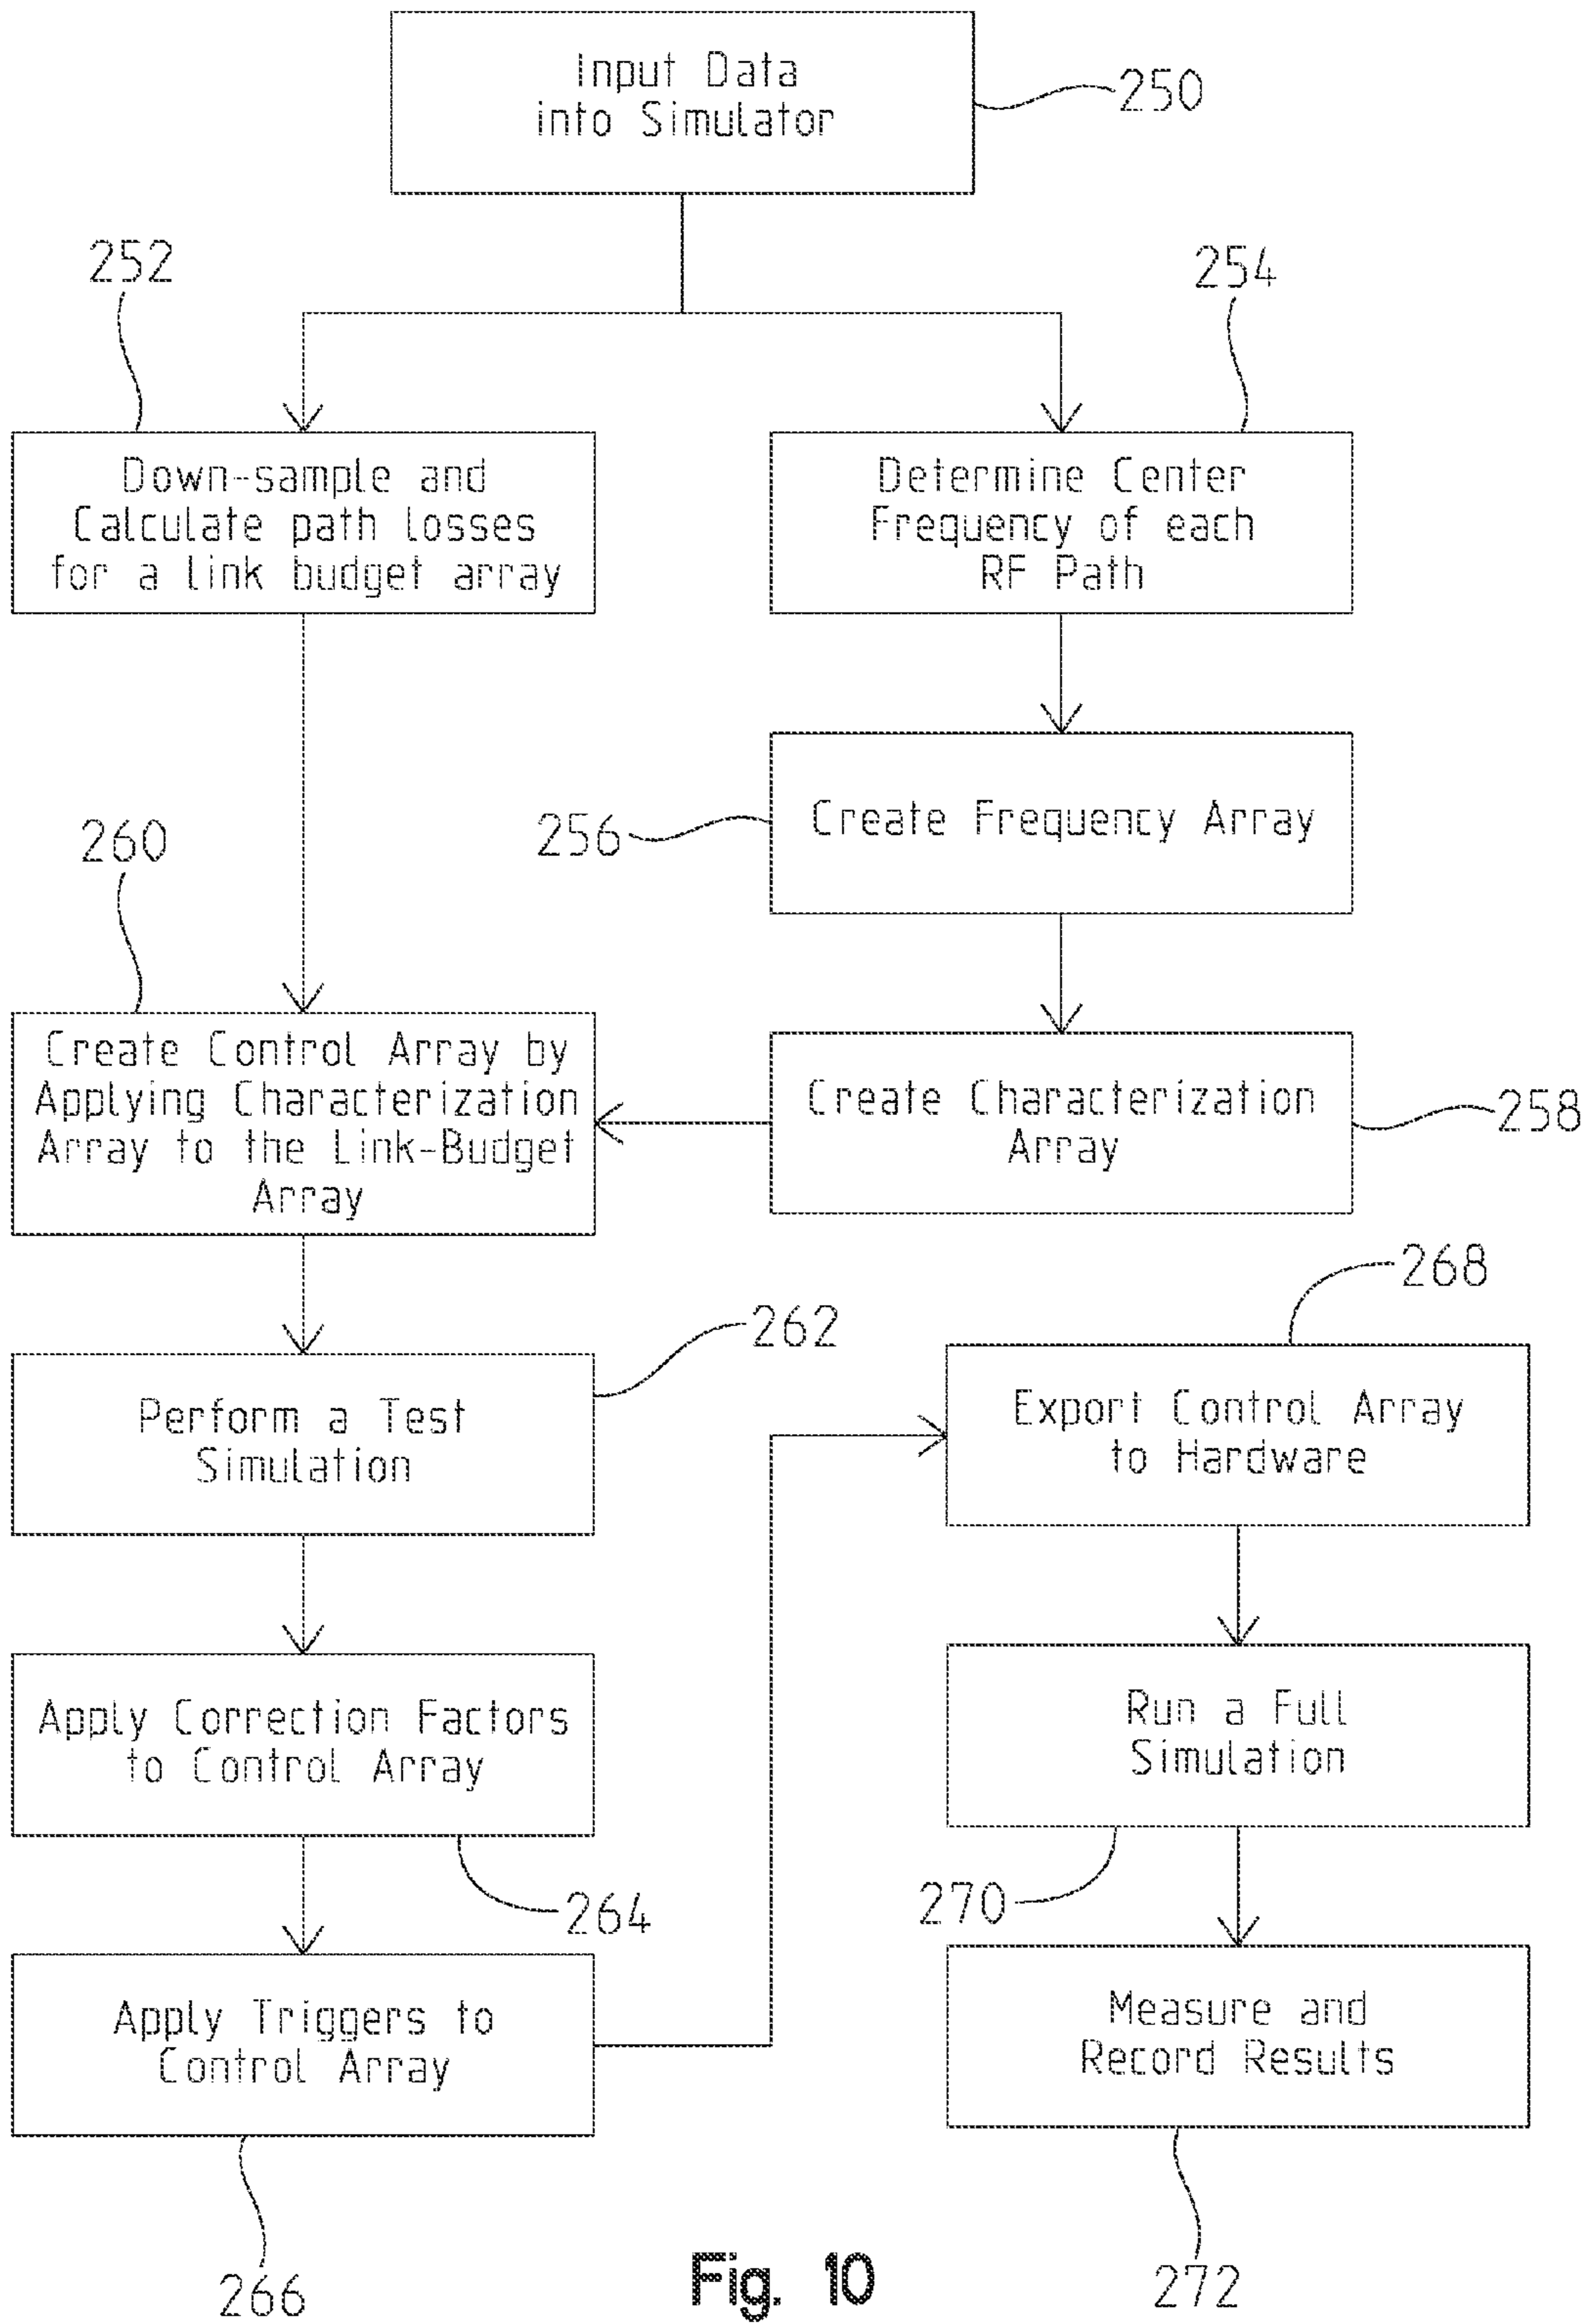 Input Data
into Simulator
250
252
254
Down-sample and
Calculate path losses
for a link budget array
Determine Center
Frequency of each
RF Path
256
Create Frequency Array
260
Create Control Array by
Applying Characterization
Array to the Link-Budget
Array
Create Characterization
Array
258
262
268
Perform a Test
Simulation
Export Control Array
to Hardware
Apply Correction Factors
to Control Array
264
Run a Full
Simulation
270
Apply Triggers to
Control Array
266
Measure and
Record Results
272
Fig. 10